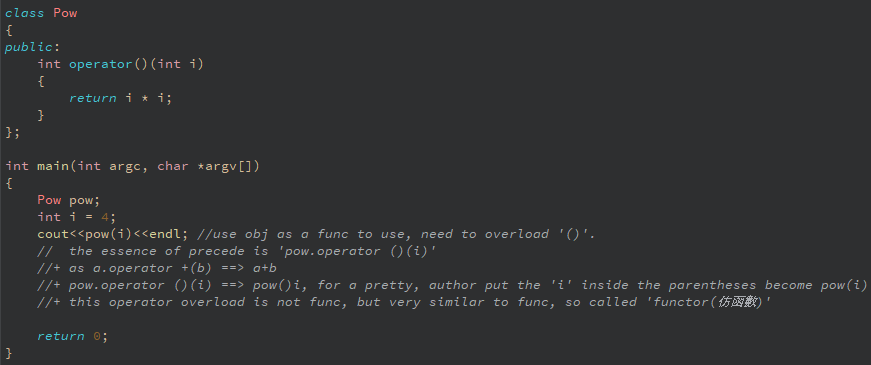 class Pow
{
public:
    int operator()(int i)
    {
        return i * i;
    }
};

int main(int argc, char *argv[])
{
    Pow pow;
    int i = 4;
    cout<<pow(i)<<endl; //use obj as a func to use, need to overload '()'.
    //  the essence of precede is 'pow.operator ()(i)'
    //+ as a.operator +(b) ==> a+b
    //+ pow.operator ()(i) ==> pow()i, for a pretty, author put the 'i' inside the parentheses become pow(i)
    //+ this operator overload is not func, but very similar to func, so called 'functor(仿函數)'

    return 0;
}